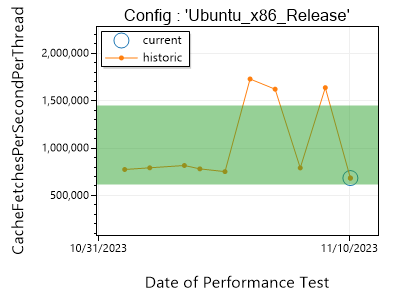 Config : 'Ubuntu_x86_Release'
CacheFetchesPerSecondPerThread
current
historic
2,000,000
1,500,000
1,000,000
500,000
10/31/2023
11/10/2023
Date of Performance Test